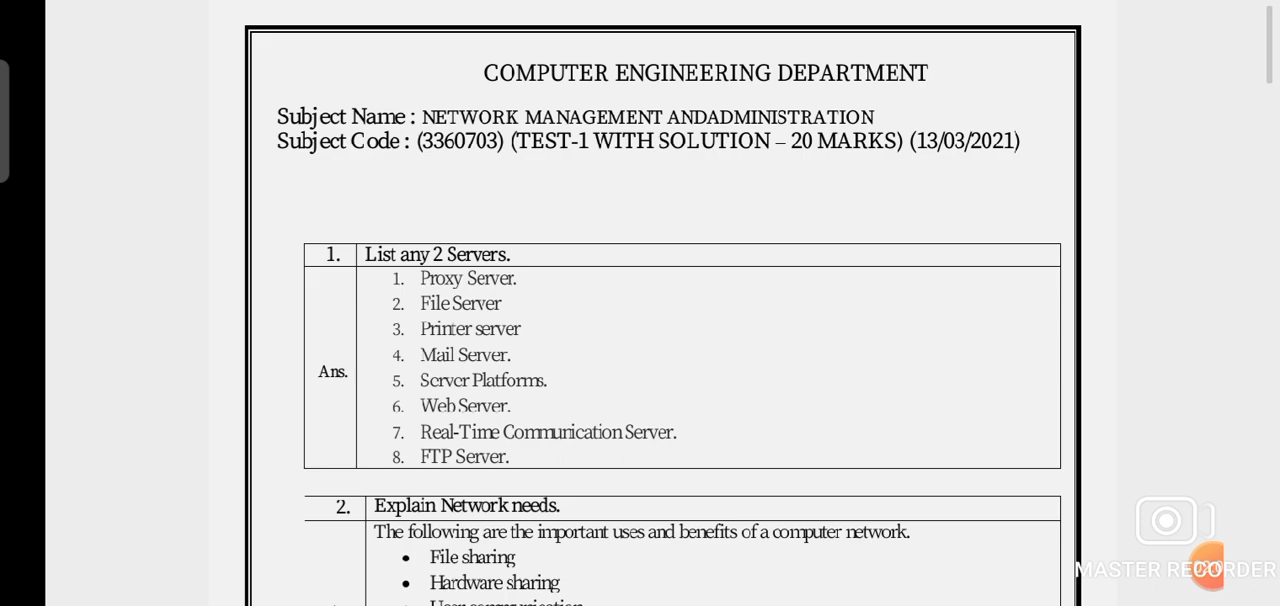 COMPUTER ENGINEERING DEPARTMENT
Subject Name : NETWORK MANAGEMENT ANDADMINISTRATION
Subject Code : (3360703) (TEST-1 WITH SOLUTION – 20 MARKS) (13/03/2021)
1. List any 2 Servers.
Ans.
1. Proxy Server.
2. File Server
3. Printer server
4. Mail Server.
5. Server Platforms.
6. Web Server.
7. Real-Time Communication Server.
8. FTP Server.
2. Explain Network needs.
The following are the important uses and benefits of a computer network.
• File sharing
• Hardware sharing
MASTER RECORDER